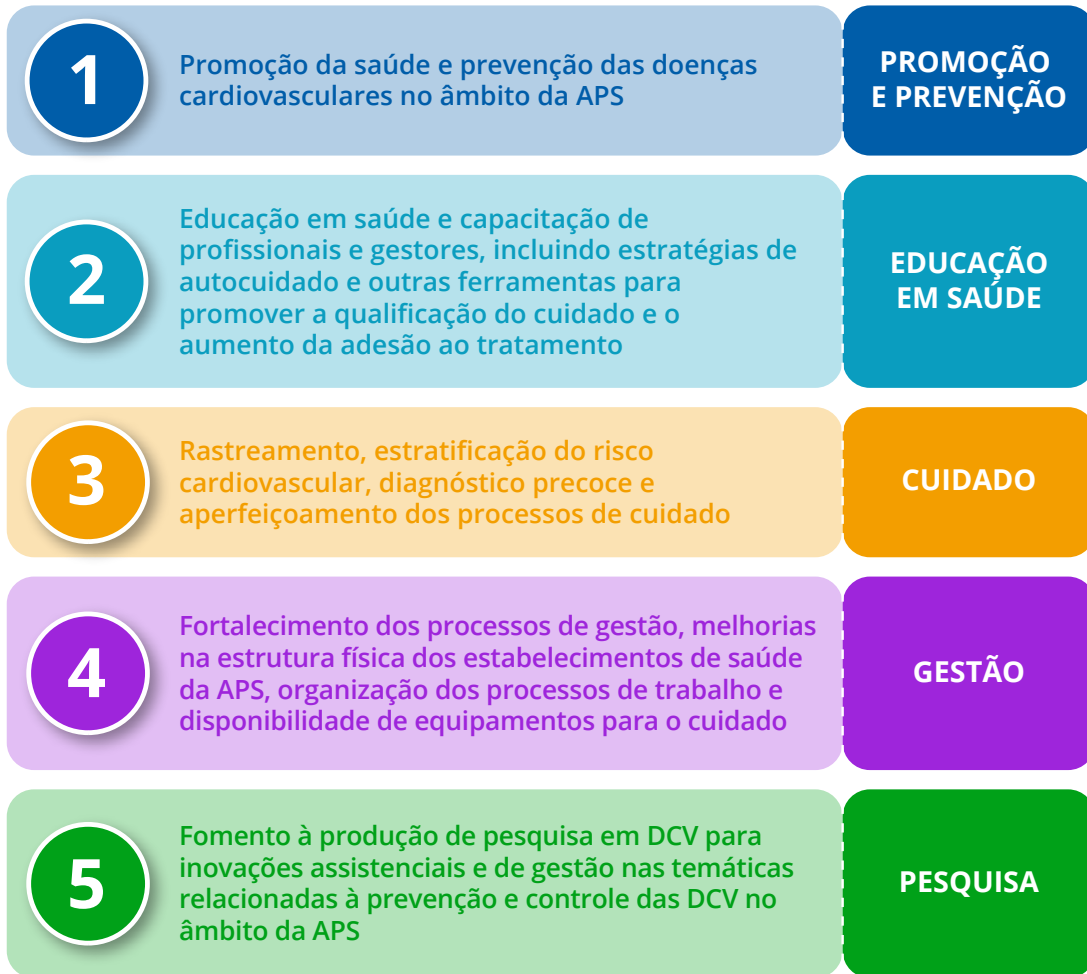 1
Promoção da saúde e prevenção das doenças
cardiovasculares no âmbito da APS
PROMOÇÃO
E PREVENÇÃO
2
Educação em saúde e capacitação de
profissionais e gestores, incluindo estratégias de
autocuidado e outras ferramentas para
promover a qualificação do cuidado e o
aumento da adesão ao tratamento
EDUCAÇÃO
EM SAÚDE
3
Rastreamento, estratificação do risco
cardiovascular, diagnóstico precoce e
aperfeiçoamento dos processos de cuidado
CUIDADO
4
Fortalecimento dos processos de gestão, melhorias
na estrutura física dos estabelecimentos de saúde
da APS, organização dos processos de trabalho e
disponibilidade de equipamentos para o cuidado
GESTÃO
5
Fomento à produção de pesquisa em DCV para
inovações assistenciais e de gestão nas temáticas
relacionadas à prevenção e controle das DCV no
âmbito da APS
PESQUISA